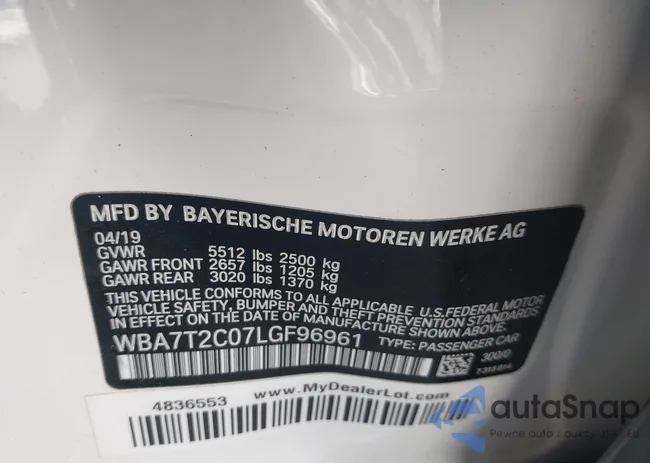 MFD BY BAYERISCHE MOTOREN WERKE AG
04/19
GVWR 5512 lbs 2500 kg
GAWR FRONT 2657 lbs 1205 kg
GAWR REAR 3020 lbs 1370 kg
THIS VEHICLE CONFORMS TO ALL APPLICABLE U.S.FEDERAL MOTOR
VEHICLE SAFETY, BUMPER AND THEFT PREVENTION STANDARDS
IN EFFECT ON THE DATE OF MANUFACTURE SHOWN ABOVE.
WBA7T2C07LGF96961 TYPE: PASSENGER CAR
300/0
4836553 www.MyDealerLot.com
autaSnap
Pewne auto z aukcji